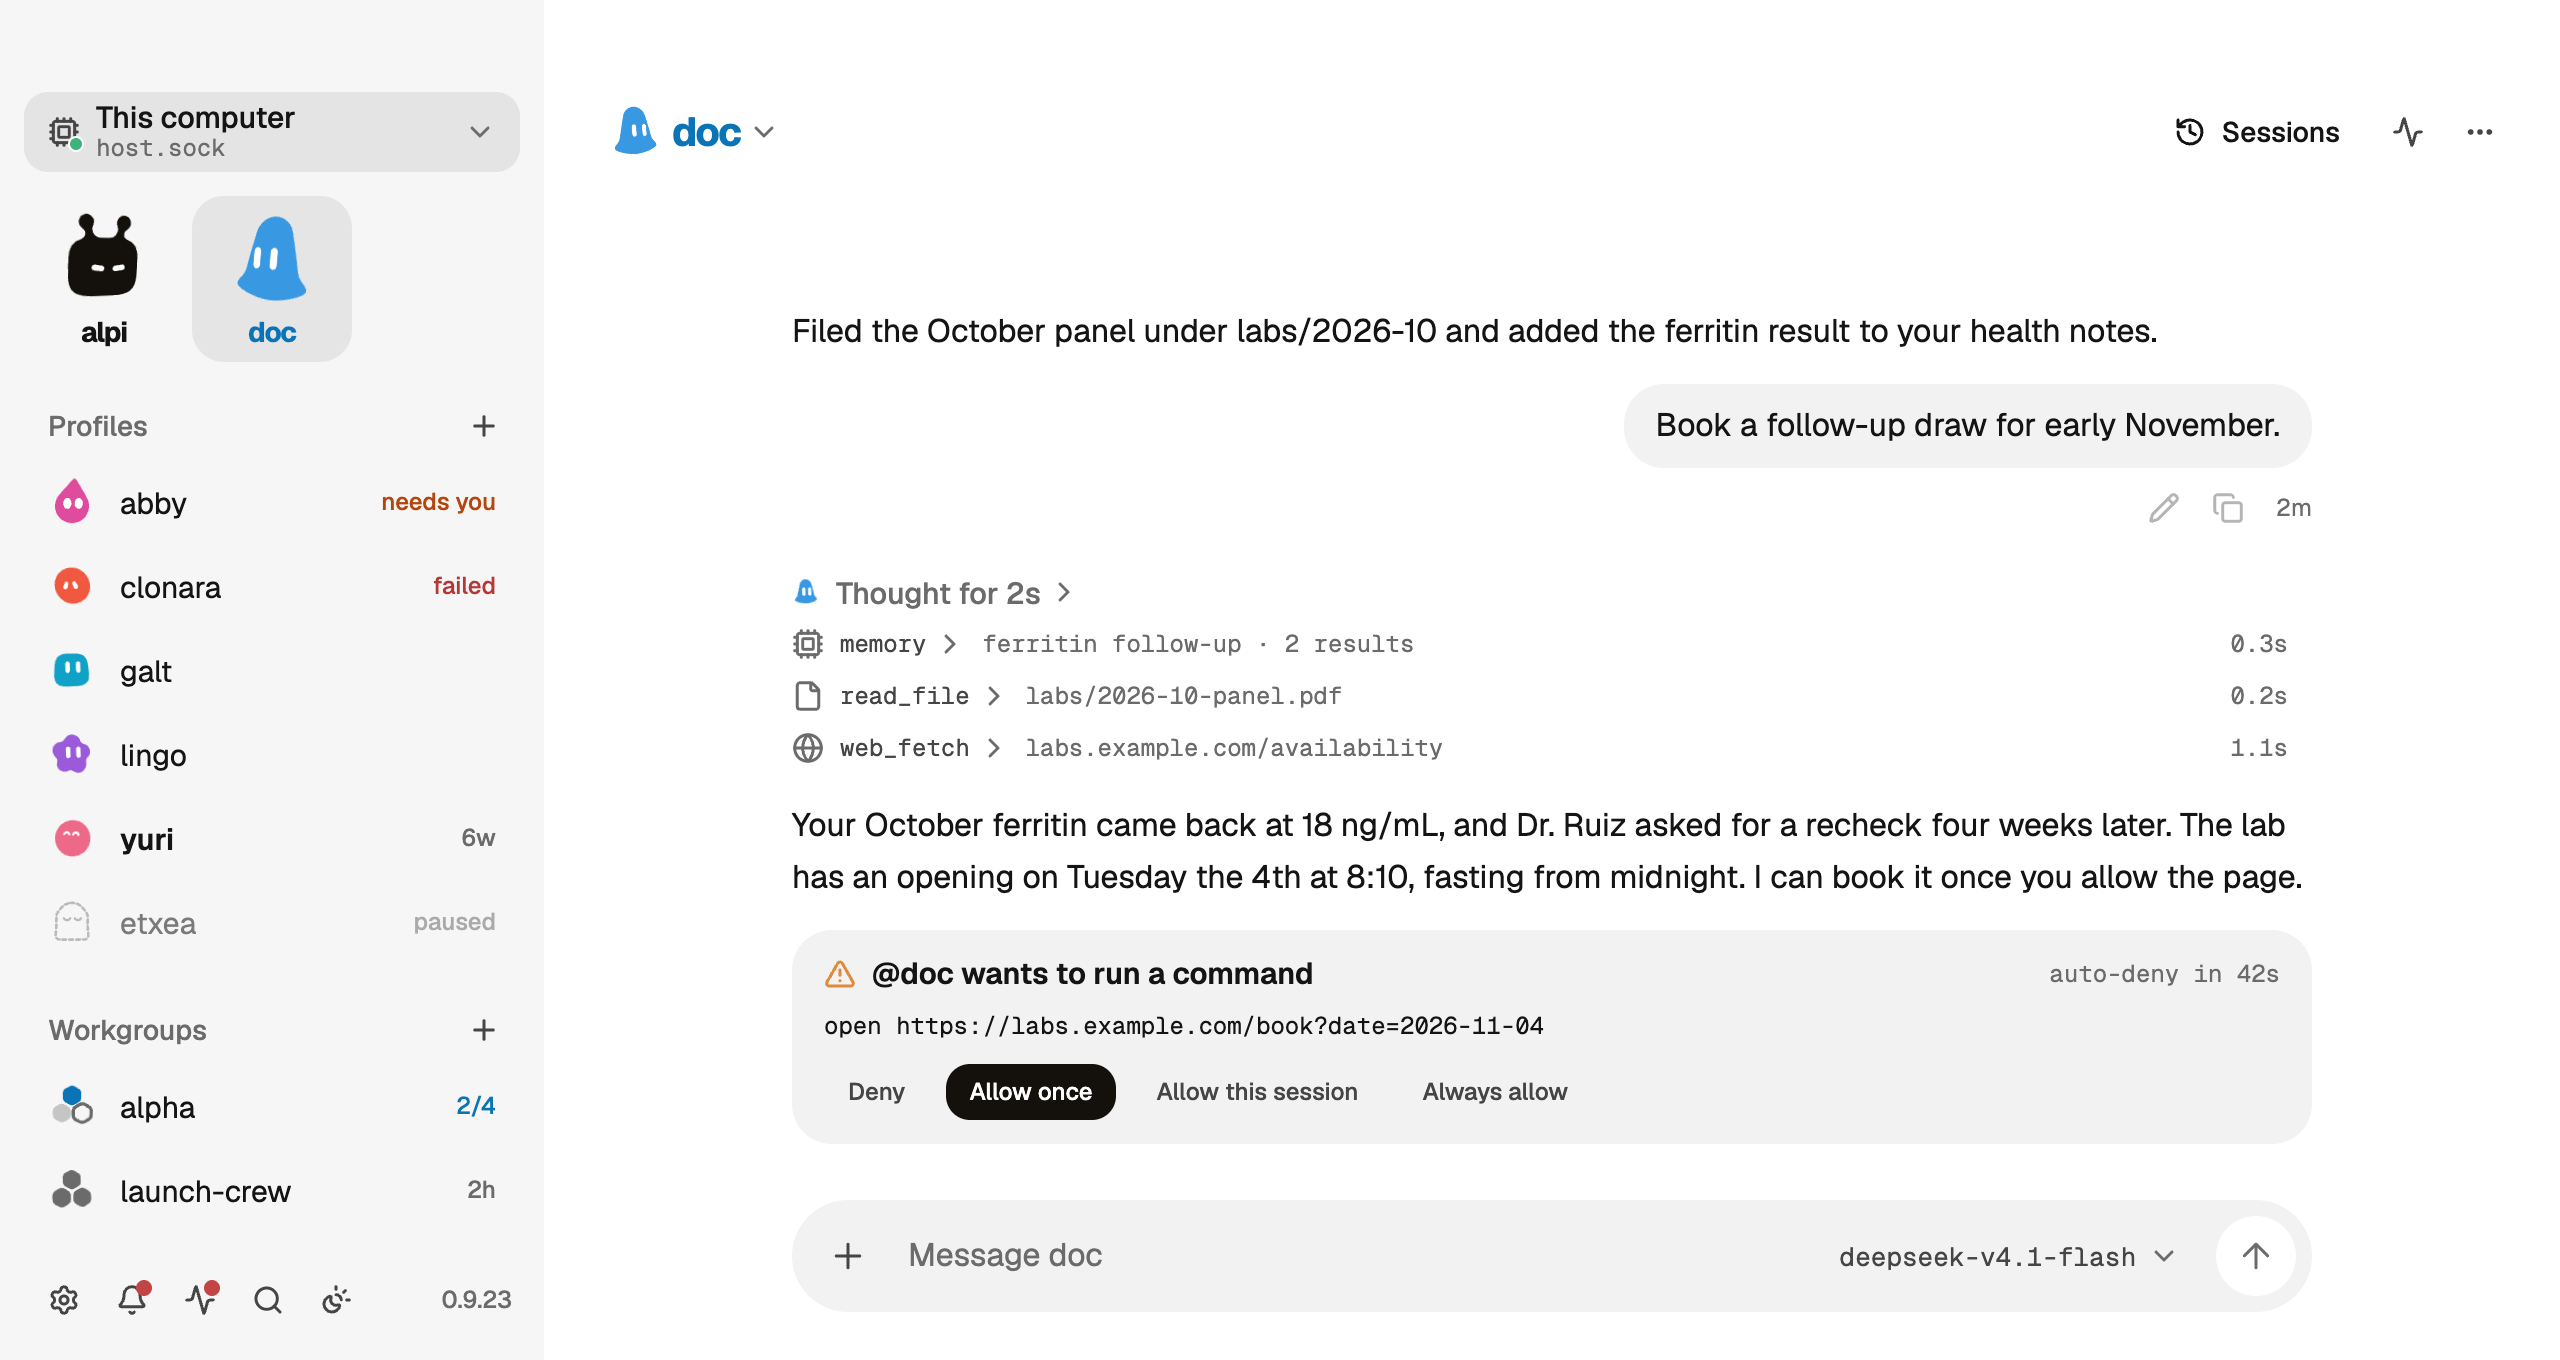 This computer
host.sock
alpi
doc
Profiles
abby needs you
clonara failed
galt
lingo
yuri 6w
etxea paused
Workgroups
alpha 2/4
launch-crew 2h
0.9.23
doc
Sessions
Filed the October panel under labs/2026-10 and added the ferritin result to your health notes.
Book a follow-up draw for early November.
2m
Thought for 2s
memory ferritin follow-up · 2 results 0.3s
read_file labs/2026-10-panel.pdf 0.2s
web_fetch labs.example.com/availability 1.1s
Your October ferritin came back at 18 ng/mL, and Dr. Ruiz asked for a recheck four weeks later. The lab
has an opening on Tuesday the 4th at 8:10, fasting from midnight. I can book it once you allow the page.
@doc wants to run a command auto-deny in 42s
open https://labs.example.com/book?date=2026-11-04
Deny Allow once Allow this session Always allow
Message doc deepseek-v4.1-flash